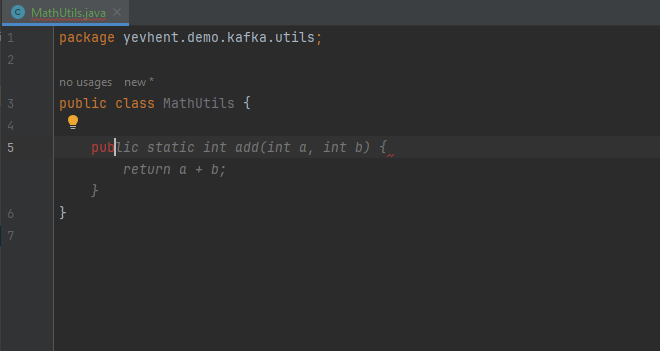 MathUtils.java
1 package yevhent.demo.kafka.utils;
2
no usages new *
3 public class MathUtils {
4
5 public static int add(int a, int b) {
return a + b;
}
6 }
7